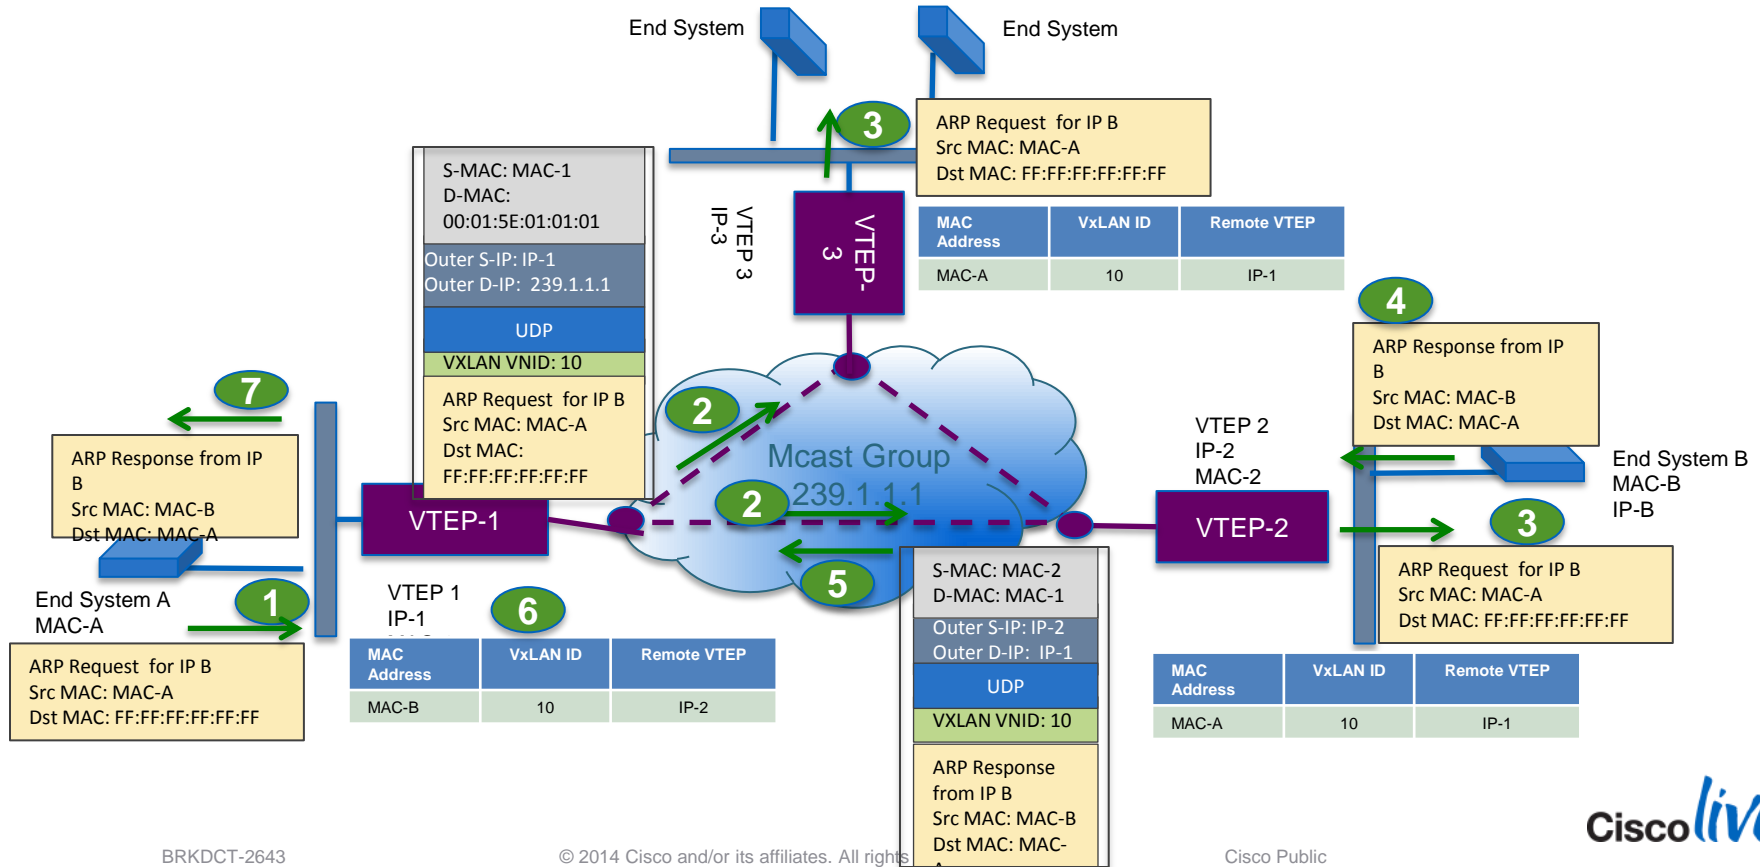 End System
End System
3
ARP Request for IP B
Src MAC: MAC-A
Dst MAC: FF:FF:FF:FF:FF:FF
S-MAC: MAC-1
D-MAC:
00:01:5E:01:01:01
Outer S-IP: IP-1
Outer D-IP: 239.1.1.1
UDP
VXLAN VNID: 10
ARP Request for IP B
Src MAC: MAC-A
Dst MAC:
FF:FF:FF:FF:FF:FF
VTEP 3
IP-3
VTEP-
3
MAC
Address
VxLAN ID
Remote VTEP
MAC-A
10
IP-1
4
ARP Response from IP
B
Src MAC: MAC-B
Dst MAC: MAC-A
7
ARP Response from IP
B
Src MAC: MAC-B
Dst MAC: MAC-A
2
Mcast Group
239.1.1.1
2
VTEP 2
IP-2
MAC-2
End System B
MAC-B
IP-B
VTEP-1
VTEP-2
3
ARP Request for IP B
Src MAC: MAC-A
Dst MAC: FF:FF:FF:FF:FF:FF
5
End System A
MAC-A
1
VTEP 1
IP-1
6
S-MAC: MAC-2
D-MAC: MAC-1
Outer S-IP: IP-2
Outer D-IP: IP-1
UDP
VXLAN VNID: 10
ARP Response
from IP B
Src MAC: MAC-B
Dst MAC: MAC-
ARP Request for IP B
Src MAC: MAC-A
Dst MAC: FF:FF:FF:FF:FF:FF
MAC
Address
VxLAN ID
Remote VTEP
MAC-B
10
IP-2
MAC
Address
VxLAN ID
Remote VTEP
MAC-A
10
IP-1
BRKDCT-2643
© 2014 Cisco and/or its affiliates. All rights
Cisco Public
Cisco live